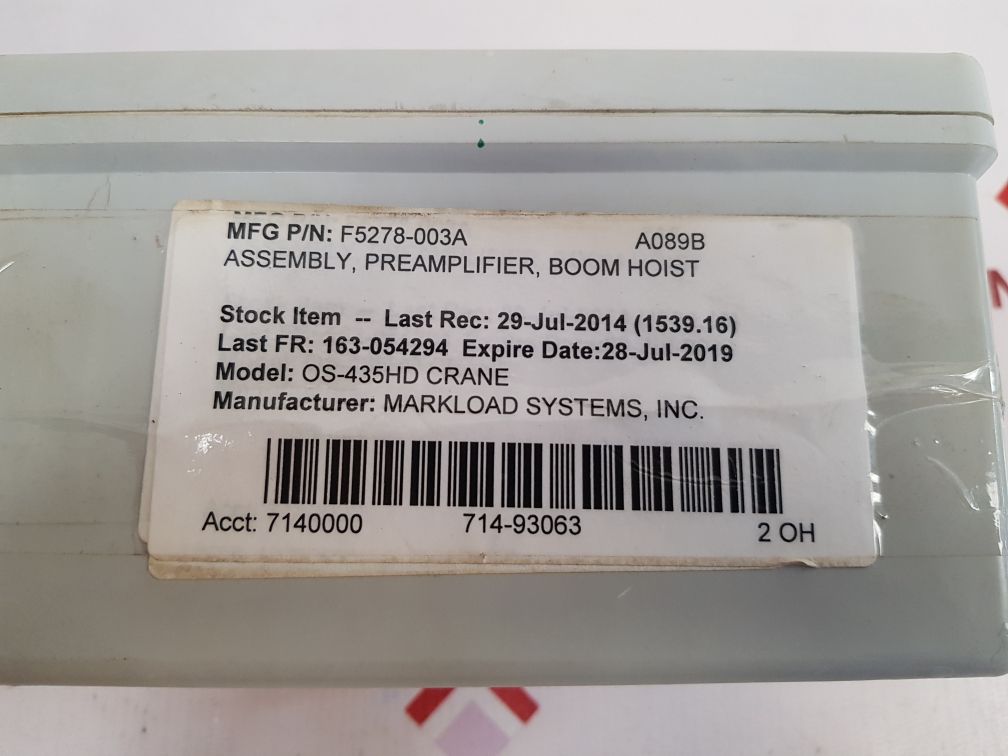 MFG P/N: F5278-003A A089B
ASSEMBLY, PREAMPLIFIER, BOOM HOIST
Stock Item -- Last Rec: 29-Jul-2014 (1539.16)
Last FR: 163-054294 Expire Date:28-Jul-2019
Model: OS-435HD CRANE
Manufacturer: MARKLOAD SYSTEMS, INC.
Acct: 7140000 714-93063 2 OH